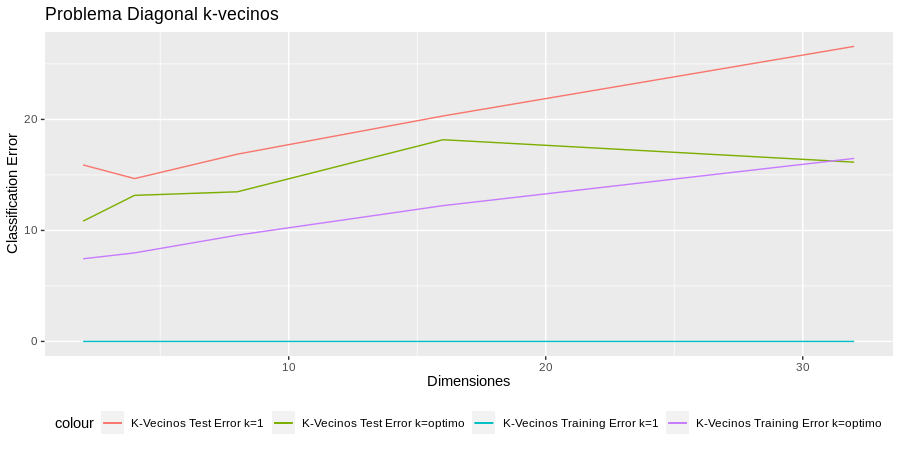 Problema Diagonal k-vecinos
Classification Error
20
10
0
10 20 30
Dimensiones
colour K-Vecinos Test Error k=1 K-Vecinos Test Error k=optimo K-Vecinos Training Error k=1 K-Vecinos Training Error k=optimo